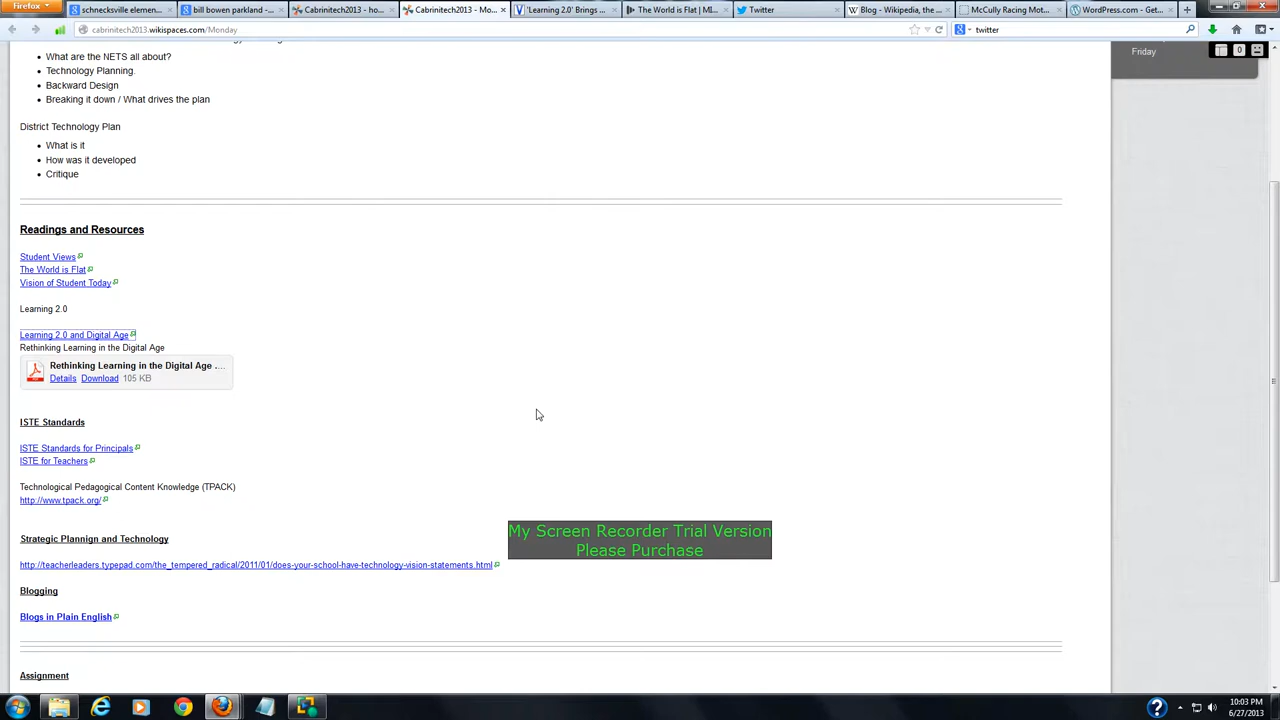 Firefox
schnecksville elemen...
bill bowen parkland -...
Cabrinitech2013 - ho...
Cabrinitech2013 - Mo...
'Learning 2.0' Brings ...
The World is Flat | MI...
Twitter
Blog - Wikipedia, the ...
McCully Racing Mot...
WordPress.com - Get...
cabrinitech2013.wikispaces.com/Monday
twitter
Friday
0
What are the NETS all about?
Technology Planning.
Backward Design
Breaking it down / What drives the plan
District Technology Plan
What is it
How was it developed
Critique
Readings and Resources
Student Views
The World is Flat
Vision of Student Today
Learning 2.0
Learning 2.0 and Digital Age
Rethinking Learning in the Digital Age
Rethinking Learning in the Digital Age ....
Details Download 105 KB
ISTE Standards
ISTE Standards for Principals
ISTE for Teachers
Technological Pedagogical Content Knowledge (TPACK)
http://www.tpack.org/
My Screen Recorder Trial Version
Please Purchase
Strategic Plannign and Technology
http://teacherleaders.typepad.com/the_tempered_radical/2011/01/does-your-school-have-technology-vision-statements.html
Blogging
Blogs in Plain English
Assignment
10:03 PM
6/27/2013